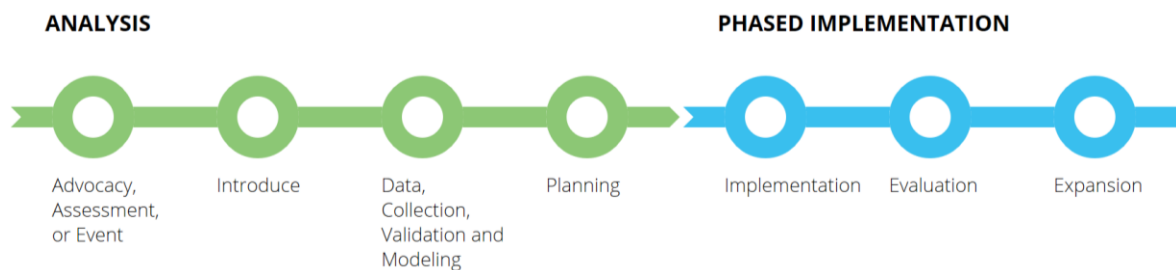 ANALYSIS
PHASED IMPLEMENTATION
Advocacy,
Assessment,
or Event
Introduce
Data,
Collection,
Validation and
Modeling
Planning
Implementation
Evaluation
Expansion